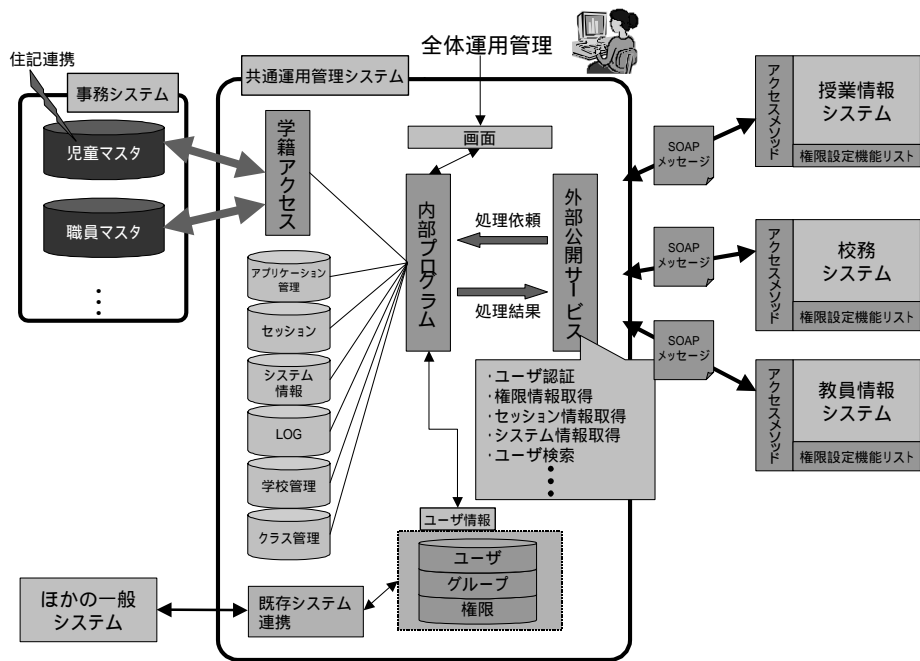 全体運用管理
住記連携
事務システム
児童マスタ
職員マスタ
・・・
共通運用管理システム
学籍アクセス
画面
内部プログラム
外部公開サービス
処理依頼
処理結果
アプリケーション
管理
セッション
システム
情報
LOG
学校管理
クラス管理
・ユーザ認証
・権限情報取得
・セッション情報取得
・システム情報取得
・ユーザ検索
・・・
ユーザ情報
ユーザ
グループ
権限
既存システム
連携
ほかの一般
システム
SOAP
メッセージ
アクセスメソッド
授業情報
システム
権限設定機能リスト
SOAP
メッセージ
アクセスメソッド
校務
システム
権限設定機能リスト
SOAP
メッセージ
アクセスメソッド
教員情報
システム
権限設定機能リスト